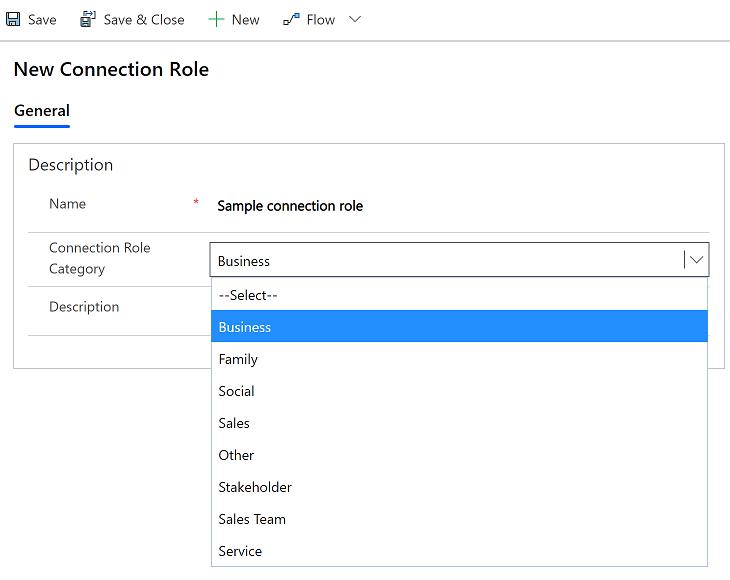 Save Save & Close New Flow
New Connection Role
General
Description
Name * Sample connection role
Connection Role Category Business
--Select--
Description
Business
Family
Social
Sales
Other
Stakeholder
Sales Team
Service